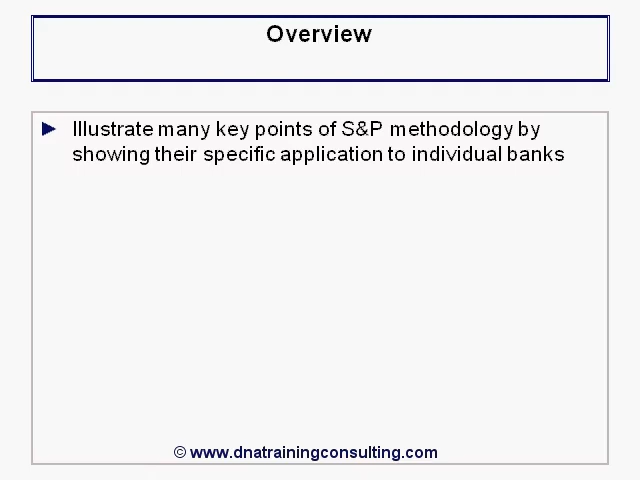 Overview
► Illustrate many key points of S&P methodology by
showing their specific application to individual banks
© www.dnatrainingconsulting.com